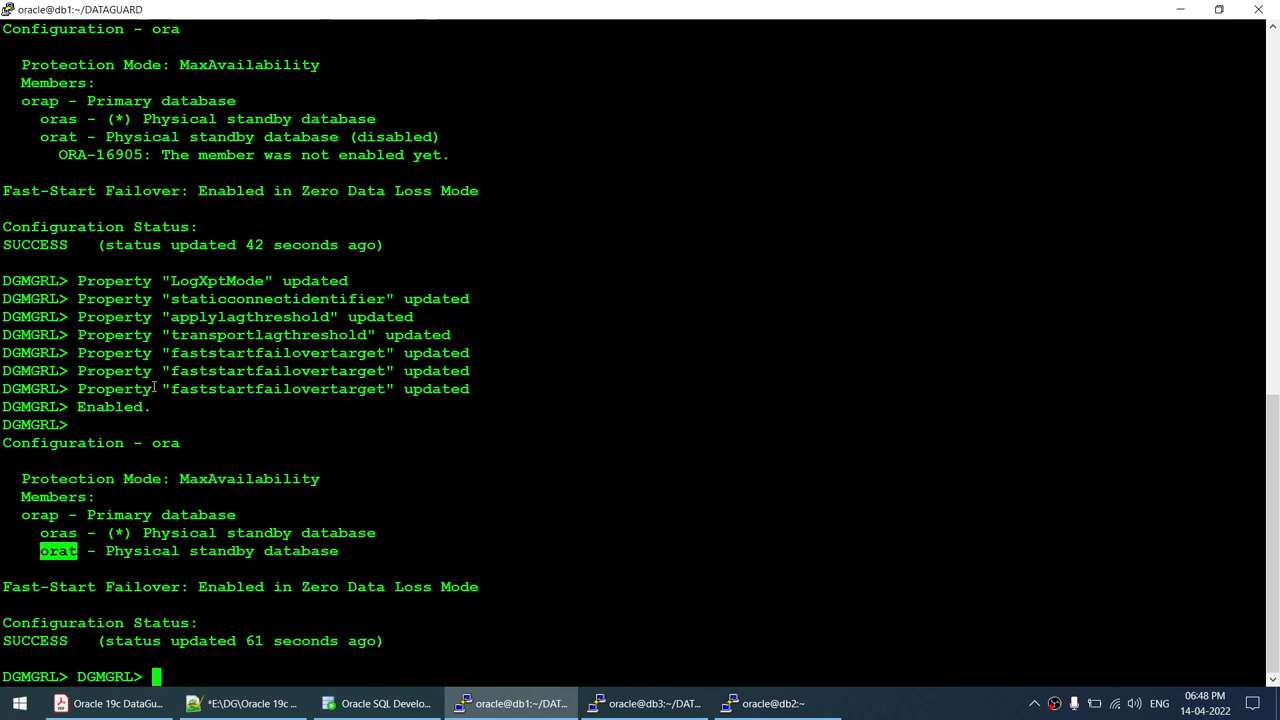 oracle@db1:~/DATAGUARD
Configuration - ora
Protection Mode: MaxAvailability
Members:
orap - Primary database
oras - (*) Physical standby database
orat - Physical standby database (disabled)
ORA-16905: The member was not enabled yet.
Fast-Start Failover: Enabled in Zero Data Loss Mode
Configuration Status:
SUCCESS (status updated 42 seconds ago)
DGMGRL> Property "LogXptMode" updated
DGMGRL> Property "staticconnectidentifier" updated
DGMGRL> Property "applylagthreshold" updated
DGMGRL> Property "transportlagthreshold" updated
DGMGRL> Property "faststartfailovertarget" updated
DGMGRL> Property "faststartfailovertarget" updated
DGMGRL> Property "faststartfailovertarget" updated
DGMGRL> Enabled.
DGMGRL>
Configuration - ora
Protection Mode: MaxAvailability
Members:
orap - Primary database
oras - (*) Physical standby database
orat - Physical standby database
Fast-Start Failover: Enabled in Zero Data Loss Mode
Configuration Status:
SUCCESS (status updated 61 seconds ago)
DGMGRL> DGMGRL>
Oracle 19c DataGu... *E:\DG\Oracle 19c ... Oracle SQL Develo... oracle@db1:~/DAT... oracle@db3:~/DAT... oracle@db2:~ ENG 06:48 PM
14-04-2022